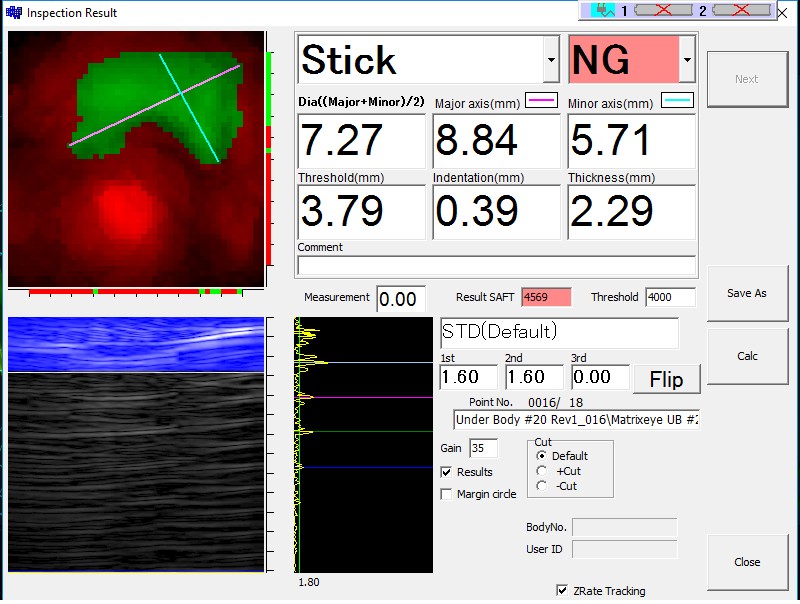 Inspection Result
1
2
Stick
NG
Next
Dia((Major+Minor)/2)
Major axis(mm)
Minor axis(mm)
7.27
8.84
5.71
Threshold(mm)
Indentation(mm)
Thickness(mm)
3.79
0.39
2.29
Comment
Measurement 0.00
Result SAFT 4569
Threshold 4000
Save As
STD(Default)
1st
2nd
3rd
1.60
1.60
0.00
Flip
Calc
Point No. 0016/ 18
Under Body #20 Rev1_016\Matrixeye UB #2
Gain 35
Cut
Default
+Cut
-Cut
Results
Margin circle
BodyNo.
User ID
Close
1.80
ZRate Tracking